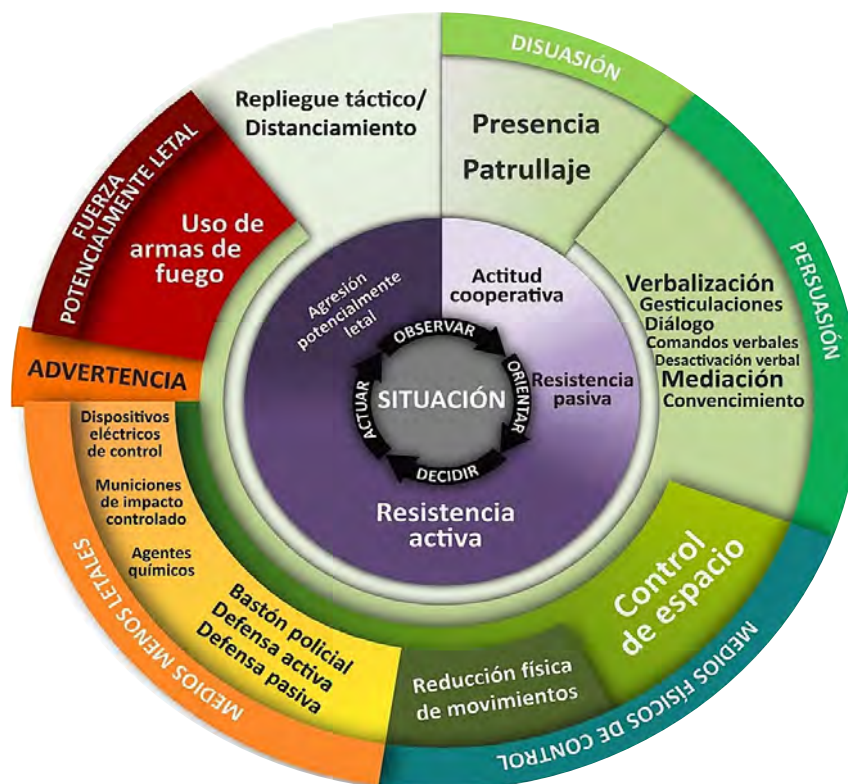 DISUASIÓN
Presencia
Patrullaje
PERSUASIÓN
Verbalización
Gesticulaciones
Diálogo
Comandos verbales
Desactivación verbal
Mediación
Convencimiento
MEDIOS FÍSICOS DE CONTROL
Control
de espacio
Reducción física
de movimientos
MEDIOS MENOS LETALES
Bastón policial
Defensa activa
Defensa pasiva
Agentes
químicos
Municiones
de impacto
controlado
Dispositivos
eléctricos
de control
ADVERTENCIA
FUERZA
POTENCIALMENTE LETAL
Uso de
armas de
fuego
Repliegue táctico/
Distanciamiento
Actitud
cooperativa
Resistencia
pasiva
Resistencia
activa
Agresión
potencialmente
letal
OBSERVAR
ORIENTAR
DECIDIR
ACTUAR
SITUACIÓN